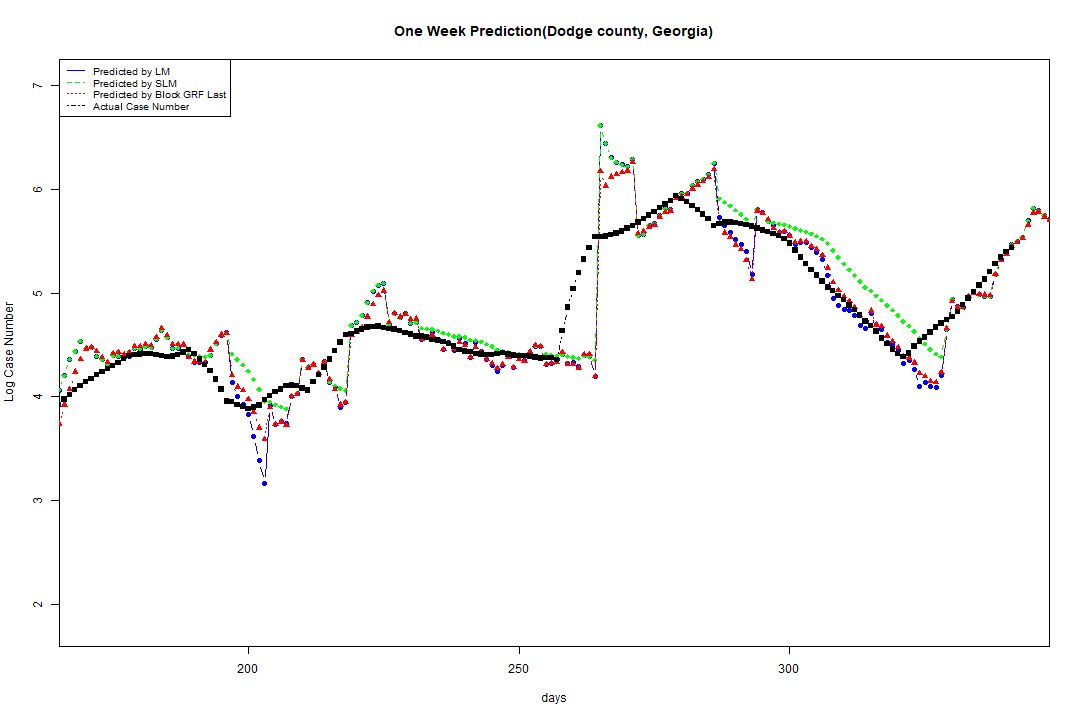 One Week Prediction(Dodge county, Georgia)
Predicted by LM
Predicted by SLM
Predicted by Block GRF Last
Actual Case Number
7
6
5
4
3
2
Log Case Number
200
250
300
days